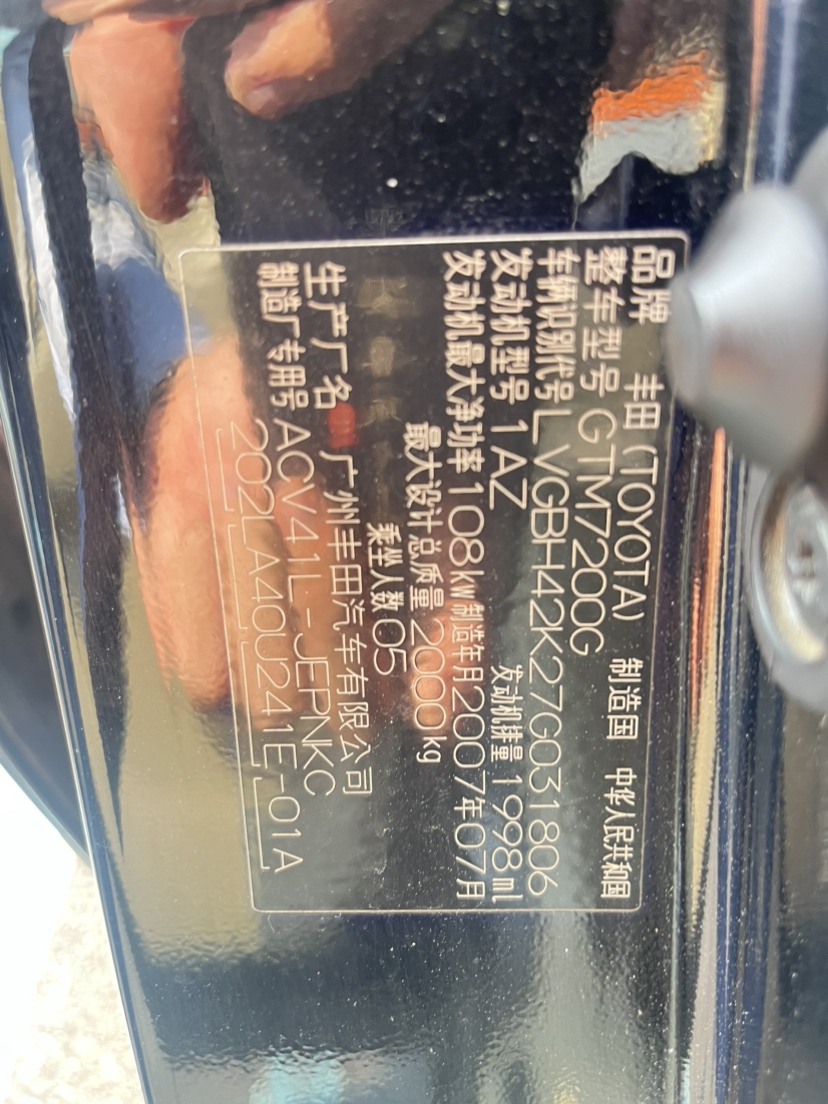 品牌 丰田(TOYOTA) 制造国 中华人民共和国
整车型号 GTM7200G
车辆识别代号 LVGBH42K27G031806
发动机型号 1AZ 发动机排量 1998ml
发动机最大净功率 108kw 制造年月 2007年07月
最大设计总质量 2000kg
乘坐人数 05
生产厂名 广州丰田汽车有限公司
制造厂专用号 ACV41L-JEPNKC
202LA40U241E-01A